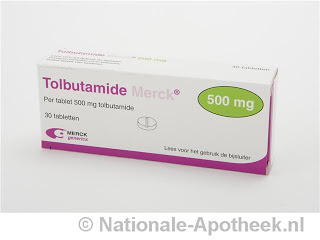 30 tabletten
Tolbutamide Merck®
500 mg
Per tablet 500 mg tolbutamide
30 tabletten
MERCK
generics
Lees voor het gebruik de bijsluiter
© Nationale-Apotheek.nl